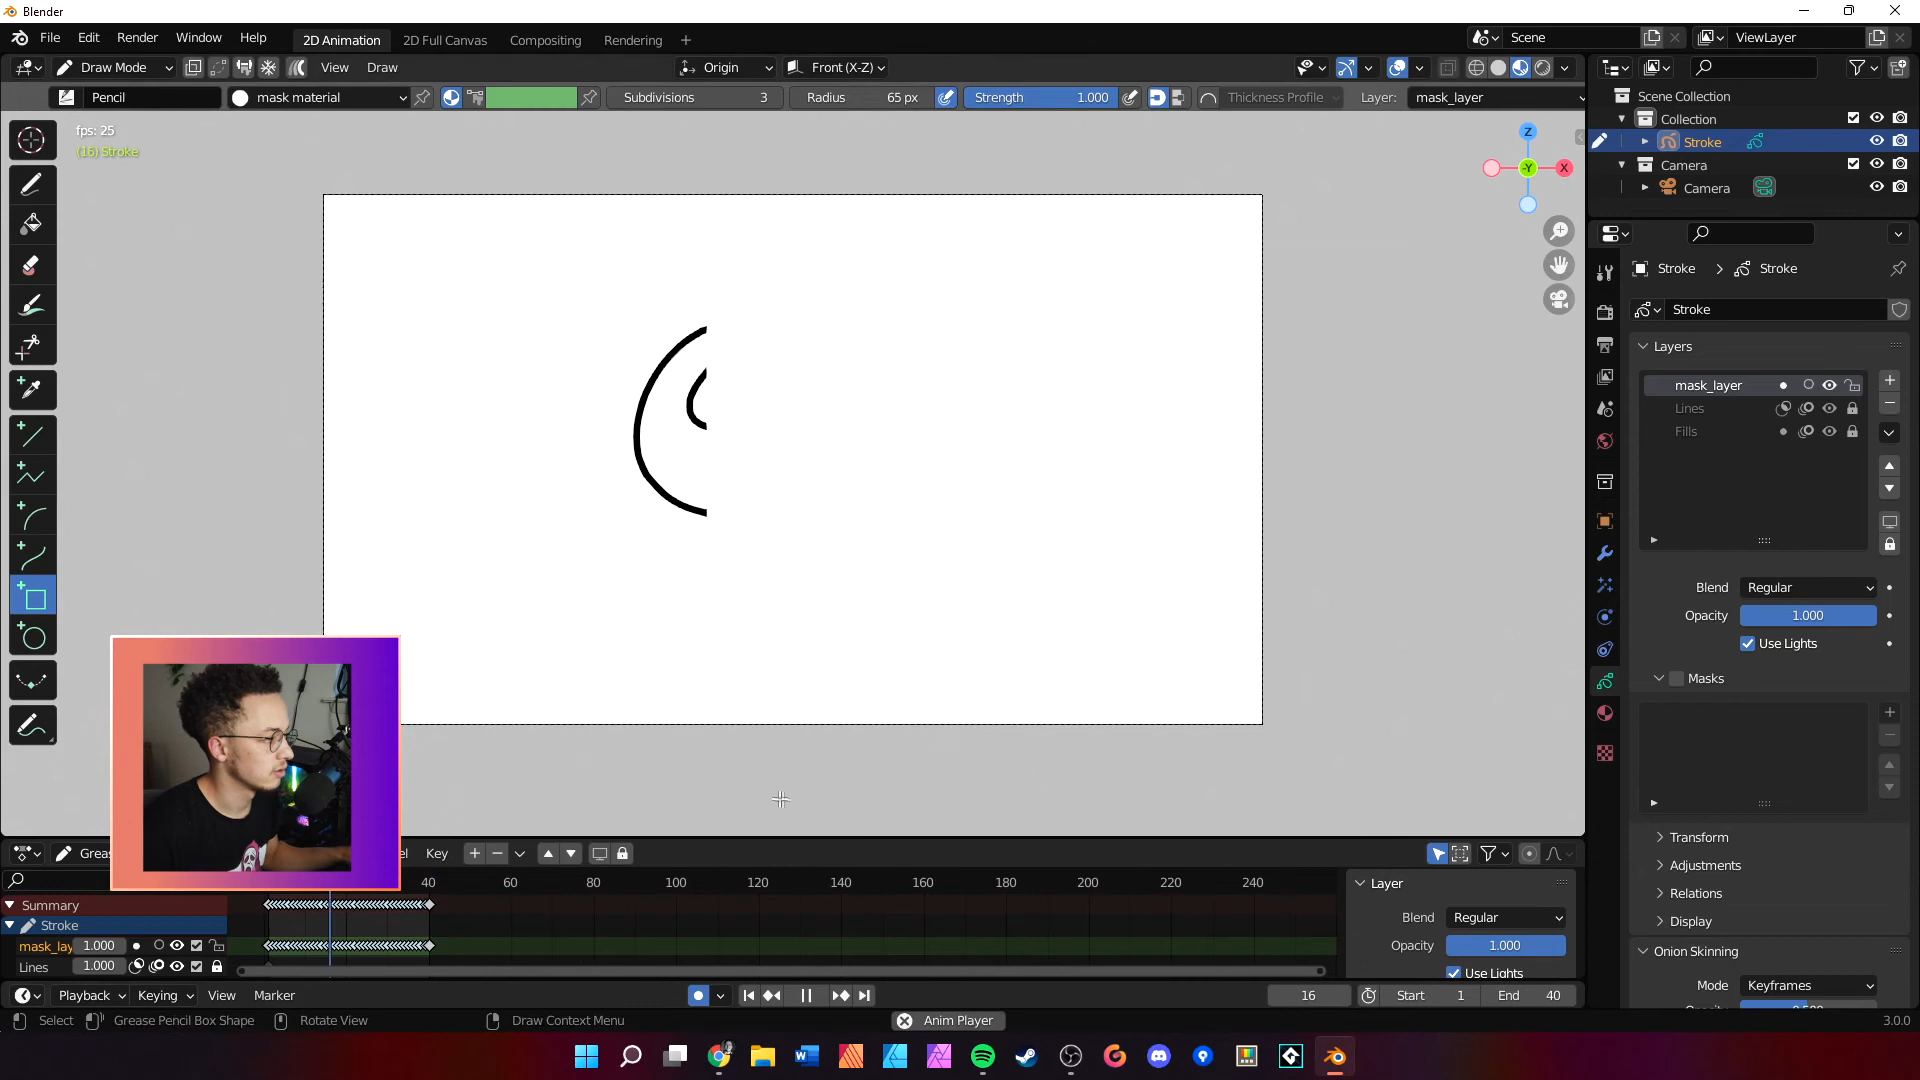 Blender
File Edit Render Window Help 2D Animation 2D Full Canvas Compositing Rendering + Scene ViewLayer
Draw Mode View Draw Origin Front (X-Z)
Pencil mask material Subdivisions 3 Radius 65 px Strength 1.000 Thickness Profile Layer: mask_layer
fps: 25
(16) Stroke
Z
-Y X
Scene Collection
Collection
Stroke
Camera
Camera
Stroke > Stroke
Stroke
Layers
mask_layer
Lines
Fills
Blend Regular
Opacity 1.000
Use Lights
Masks
Transform
Adjustments
Relations
Display
Onion Skinning
Mode Keyframes
Key
40 60 80 100 120 140 160 180 200 220 240
Summary
Stroke
mask_lay 1.000
Lines 1.000
Layer
Blend Regular
Opacity 1.000
Use Lights
Playback Keying View Marker 16 Start 1 End 40
Select Grease Pencil Box Shape Rotate View Draw Context Menu Anim Player 3.0.0